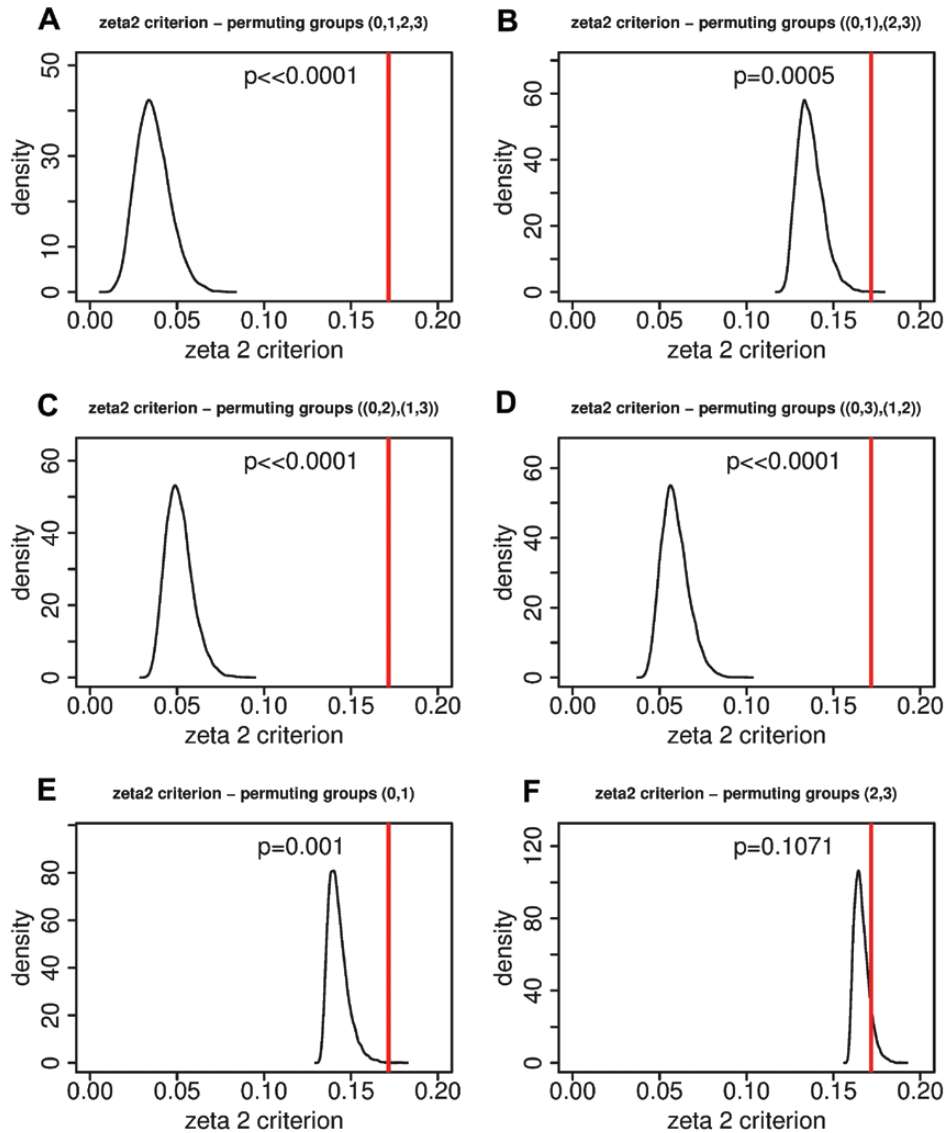 A zeta2 criterion – permuting groups (0,1,2,3)
p<<0.0001
density
0 10 30 50
0.00 0.05 0.10 0.15 0.20
zeta 2 criterion
B zeta2 criterion – permuting groups ((0,1),(2,3))
p=0.0005
density
0 20 40 60
0.00 0.05 0.10 0.15 0.20
zeta 2 criterion
C zeta2 criterion – permuting groups ((0,2),(1,3))
p<<0.0001
density
0 20 40 60
0.00 0.05 0.10 0.15 0.20
zeta 2 criterion
D zeta2 criterion – permuting groups ((0,3),(1,2))
p<<0.0001
density
0 20 40 60
0.00 0.05 0.10 0.15 0.20
zeta 2 criterion
E zeta2 criterion – permuting groups (0,1)
p=0.001
density
0 20 40 60 80
0.00 0.05 0.10 0.15 0.20
zeta 2 criterion
F zeta2 criterion – permuting groups (2,3)
p=0.1071
density
0 40 80 120
0.00 0.05 0.10 0.15 0.20
zeta 2 criterion